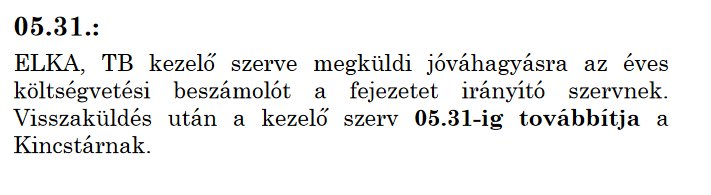 05.31.:
ELKA, TB kezelő szerve megküldi jóváhagyásra az éves
költségvetési beszámolót a fejezetet irányító szervnek.
Visszaküldés után a kezelő szerv 05.31-ig továbbítja a
Kincstárnak.